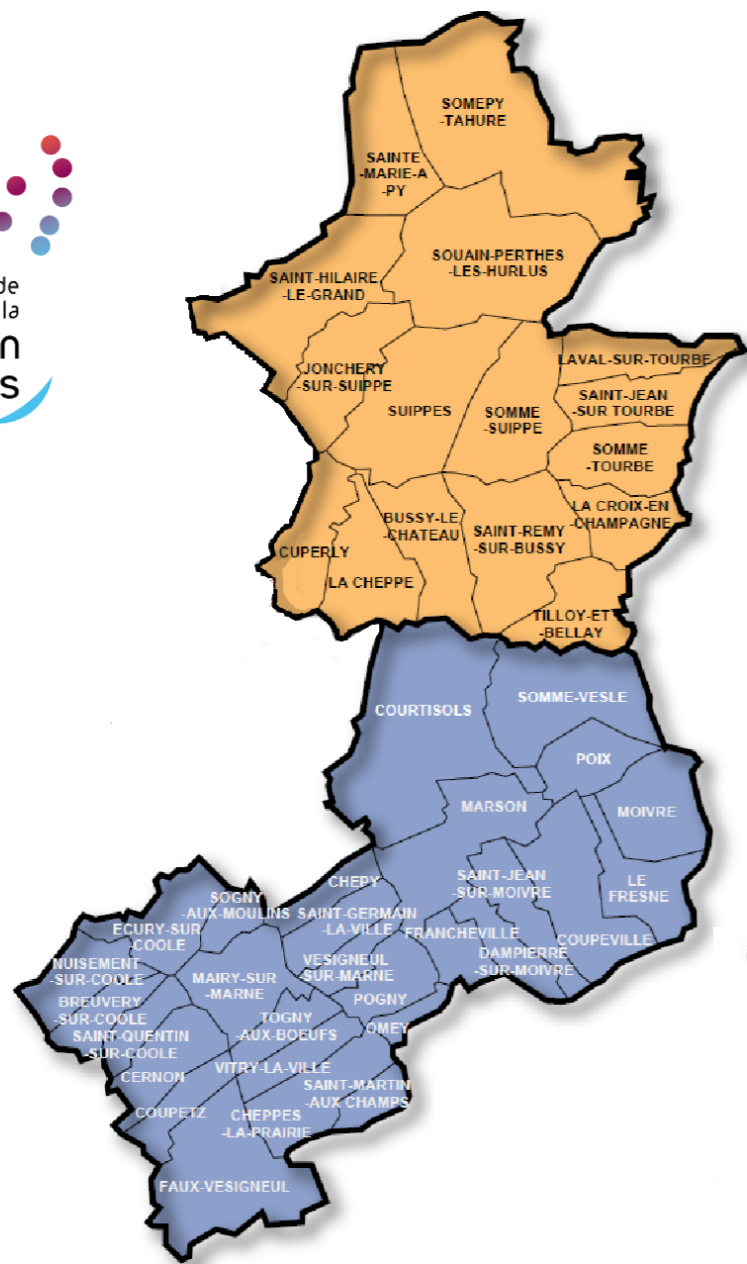 SOMEPY
-TAHURE
SAINTE
-MARIE-A
-PY
SOUAIN-PERTHES
-LES-HURLUS
SAINT-HILAIRE
-LE-GRAND
de
la
n
s
JONCHERY
-SUR-SUIPPE
LAVAL-SUR-TOURBE
SUIPPES
SOMME
-SUIPPE
SAINT-JEAN
-SUR TOURBE
SOMME
-TOURBE
LA CROIX-EN
-CHAMPAGNE
BUSSY-LE
-CHATEAU
SAINT-REMY
-SUR-BUSSY
CUPERLY
LA CHEPPE
TILLOY-ET
-BELLAY
COURTISOLS
SOMME-VESLE
POIX
MARSON
MOIVRE
CHEPY
SAINT-JEAN
-SUR-MOIVRE
LE
FRESNE
SOGNY
-AUX-MOULINS
SAINT-GERMAIN
-LA-VILLE
ECURY-SUR
-COOLE
FRANCHEVILLE
DAMPIERRE
-SUR-MOIVRE
COUPEVILLE
NUISEMENT
-SUR-COOLE
MAIRY-SUR
-MARNE
VESIGNEUL
-SUR-MARNE
BREUVERY
-SUR-COOLE
POGNY
TOGNY
-AUX-BOEUFS
OMEY
SAINT-QUENTIN
-SUR-COOLE
CERNON
VITRY-LA-VILLE
SAINT-MARTIN
-AUX CHAMPS
COUPETZ
CHEPPES
-LA-PRAIRIE
FAUX-VESIGNEUL